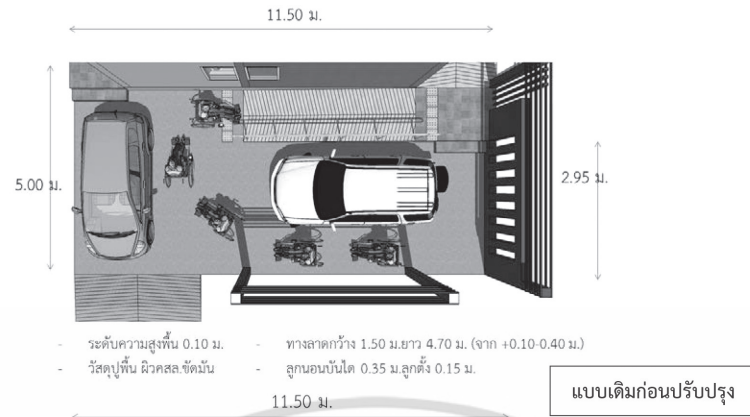 11.50 ม.
5.00 ม.
2.95 ม.
- ระดับความสูงพื้น 0.10 ม. - ทางลาดกว้าง 1.50 ม.ยาว 4.70 ม. (จาก +0.10-0.40 ม.)
- วัสดุปูพื้น ผิวคสล.ขัดมัน - ลูกนอนบันได 0.35 ม.ลูกตั้ง 0.15 ม.
แบบเดิมก่อนปรับปรุง
11.50 ม.